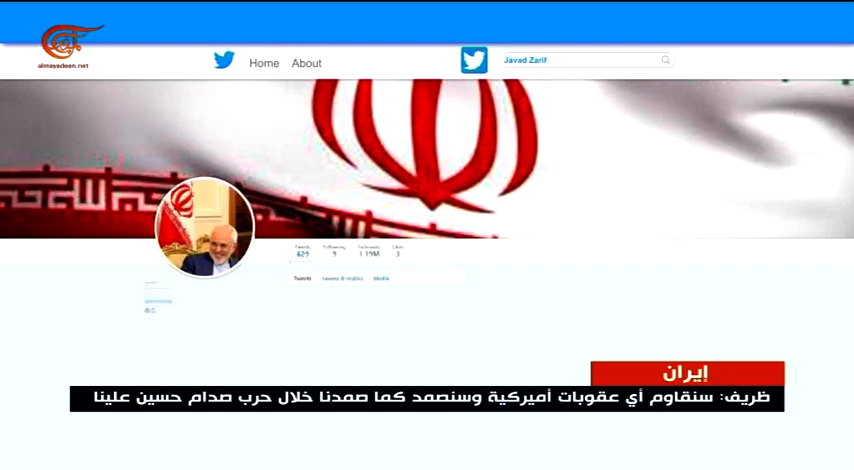 almayadeen.net
Home About
Javad Zarif
Tweets Following Followers Likes
629 9 1.19M 3
Tweets Tweets & replies Media
إيران
ظريف: سنقاوم أي عقوبات أميركية وسنصمد كما صمدنا خلال حرب صدام حسين علينا